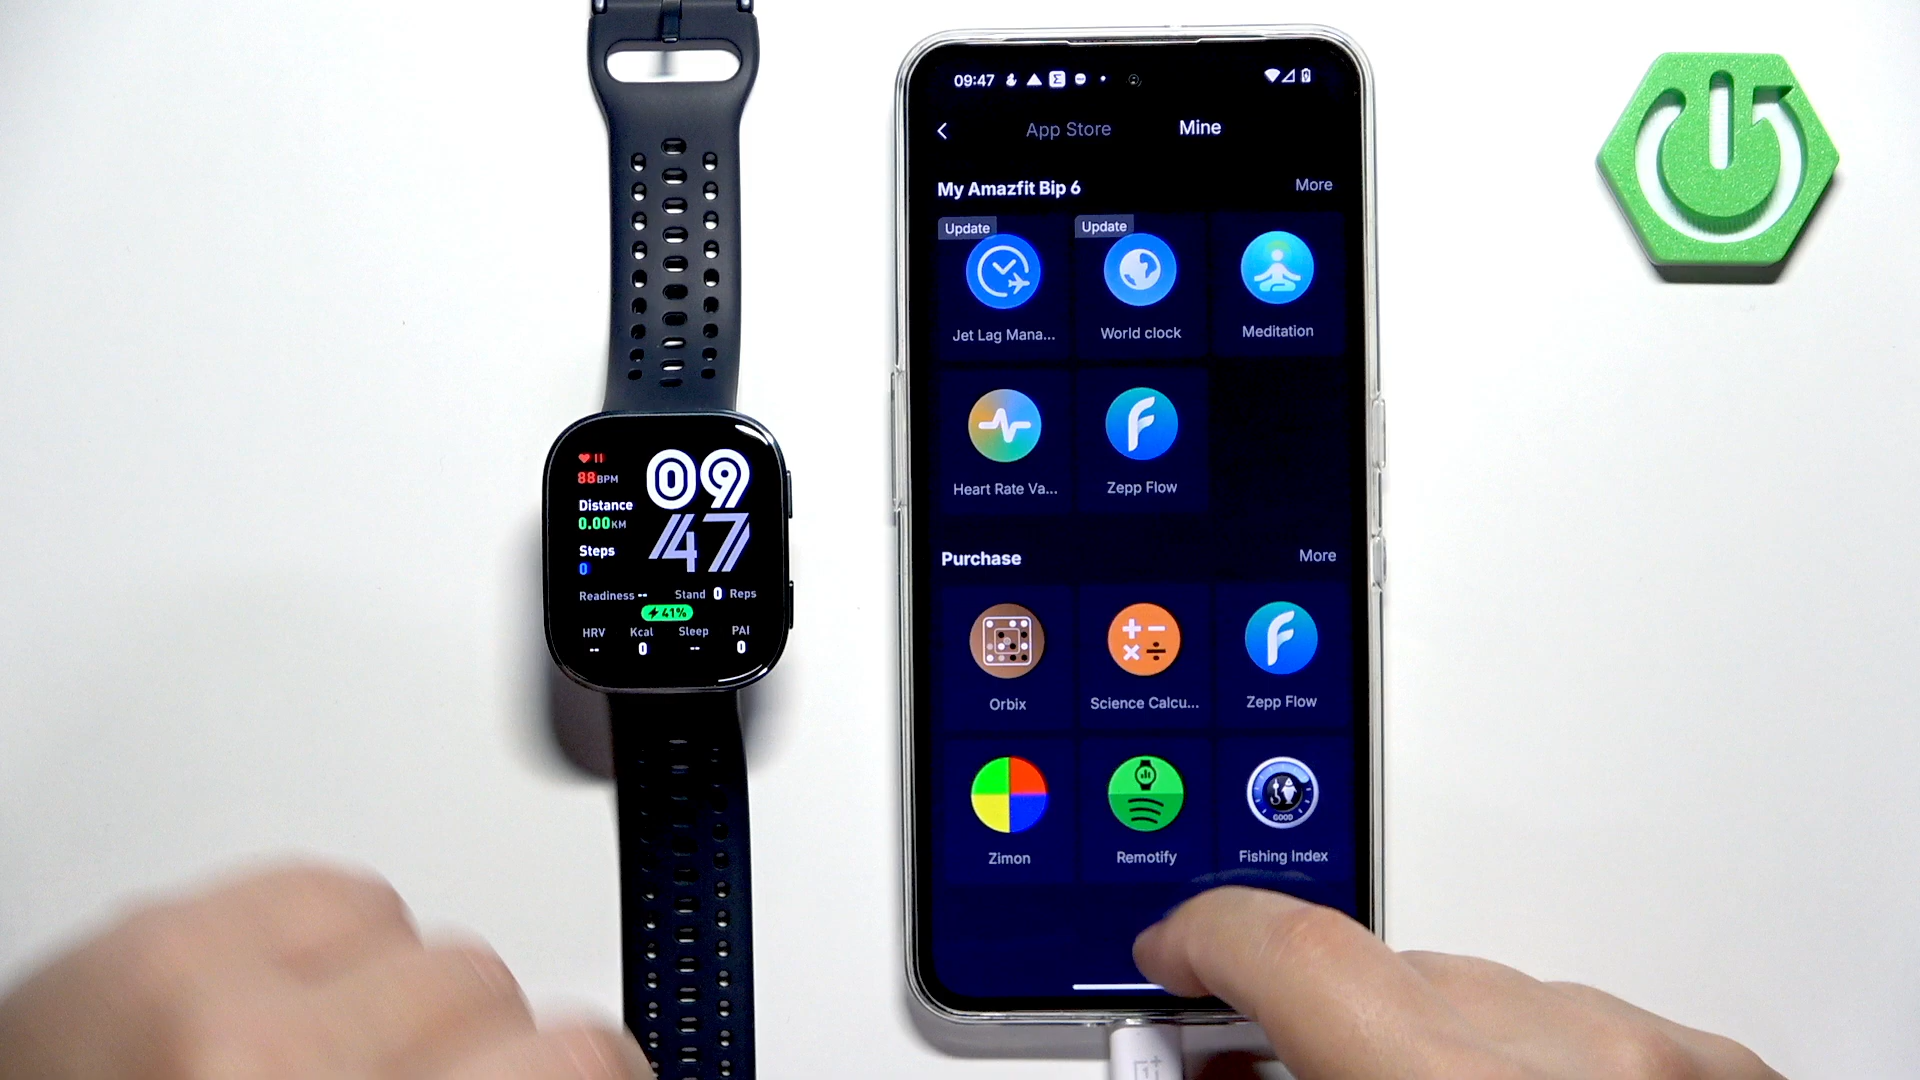 88BPM
Distance
0.00KM
Steps
0
09
47
Readiness -- Stand 0 Reps
41%
HRV Kcal Sleep PAI
-- 0 -- 0
09:47
App Store Mine
My Amazfit Bip 6 More
Update Update
Jet Lag Mana... World clock Meditation
Heart Rate Va... Zepp Flow
Purchase More
Orbix Science Calcu... Zepp Flow
GOOD
Zimon Remotify Fishing Index